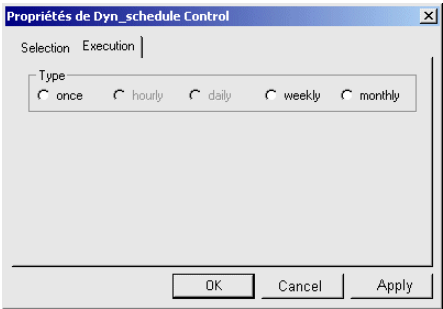 Propriétés de Dyn_schedule Control
Selection Execution
Type
once hourly daily weekly monthly
OK Cancel Apply